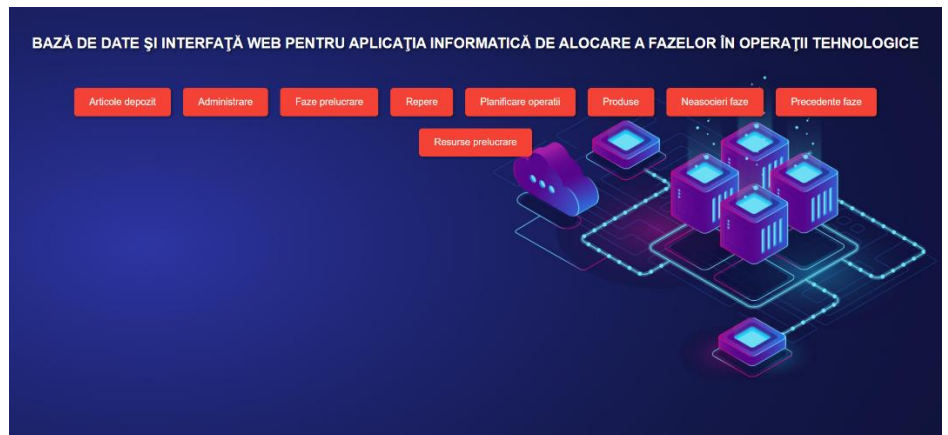 BAZĂ DE DATE ŞI INTERFAŢĂ WEB PENTRU APLICAŢIA INFORMATICĂ DE ALOCARE A FAZELOR ÎN OPERAŢII TEHNOLOGICE
Articole depozit Administrare Faze prelucrare Repere Planificare operatii Produse Neasocieri faze Precedente faze
Resurse prelucrare